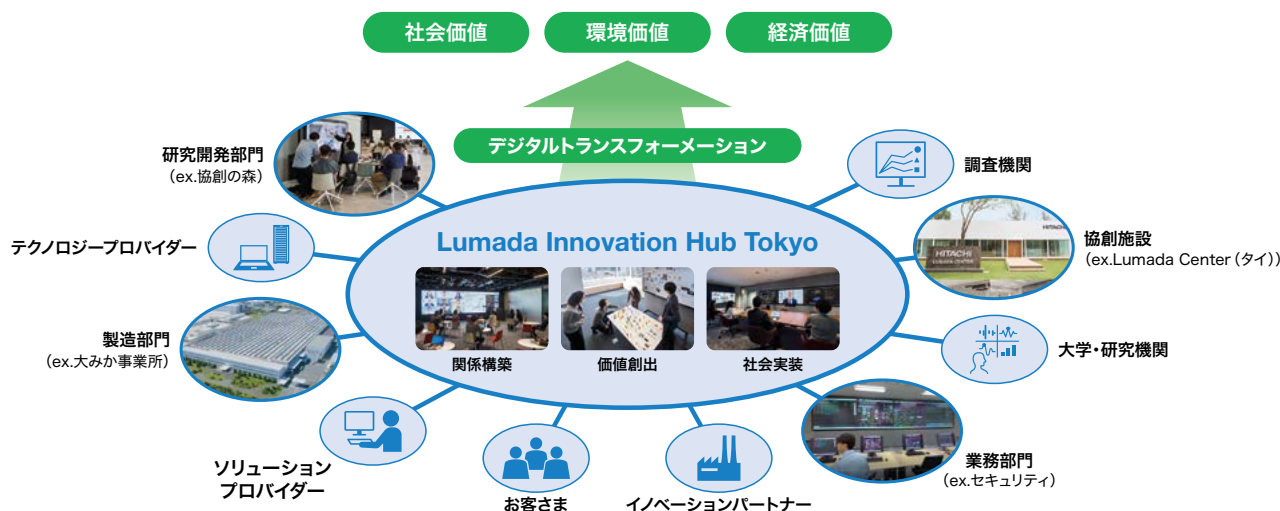 社会価値
環境価値
経済価値
デジタルトランスフォーメーション
研究開発部門
（ex.協創の森）
調査機関
テクノロジープロバイダー
Lumada Innovation Hub Tokyo
HITACHI
HITACHI
LUMADA CENTER
協創施設
（ex.Lumada Center（タイ））
製造部門
（ex.大みか事業所）
関係構築
価値創出
社会実装
大学・研究機関
ソリューション
プロバイダー
お客さま
イノベーションパートナー
業務部門
（ex.セキュリティ）